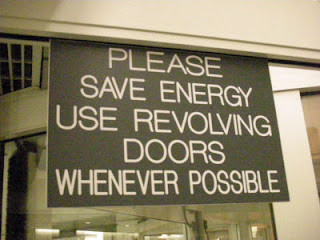 PLEASE
SAVE ENERGY
USE REVOLVING
DOORS
WHENEVER POSSIBLE